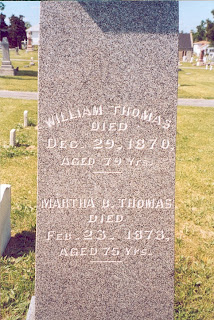 WILLIAM THOMAS
DIED
DEC. 29, 1870,
AGED 79 Yrs.
MARTHA B. THOMAS
DIED
FEB. 23, 1873,
AGED 75 Yrs.